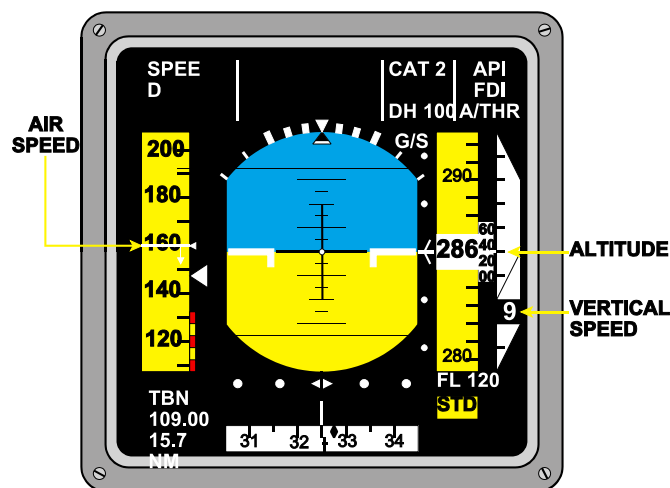 SPEE
D
CAT 2
API
FDI
DH 100
A/THR
G/S
AIR
SPEED
200
180
160
140
120
290
286
280
60
40
20
00
9
ALTITUDE
VERTICAL
SPEED
FL 120
STD
TBN
109.00
15.7
NM
31 32 33 34